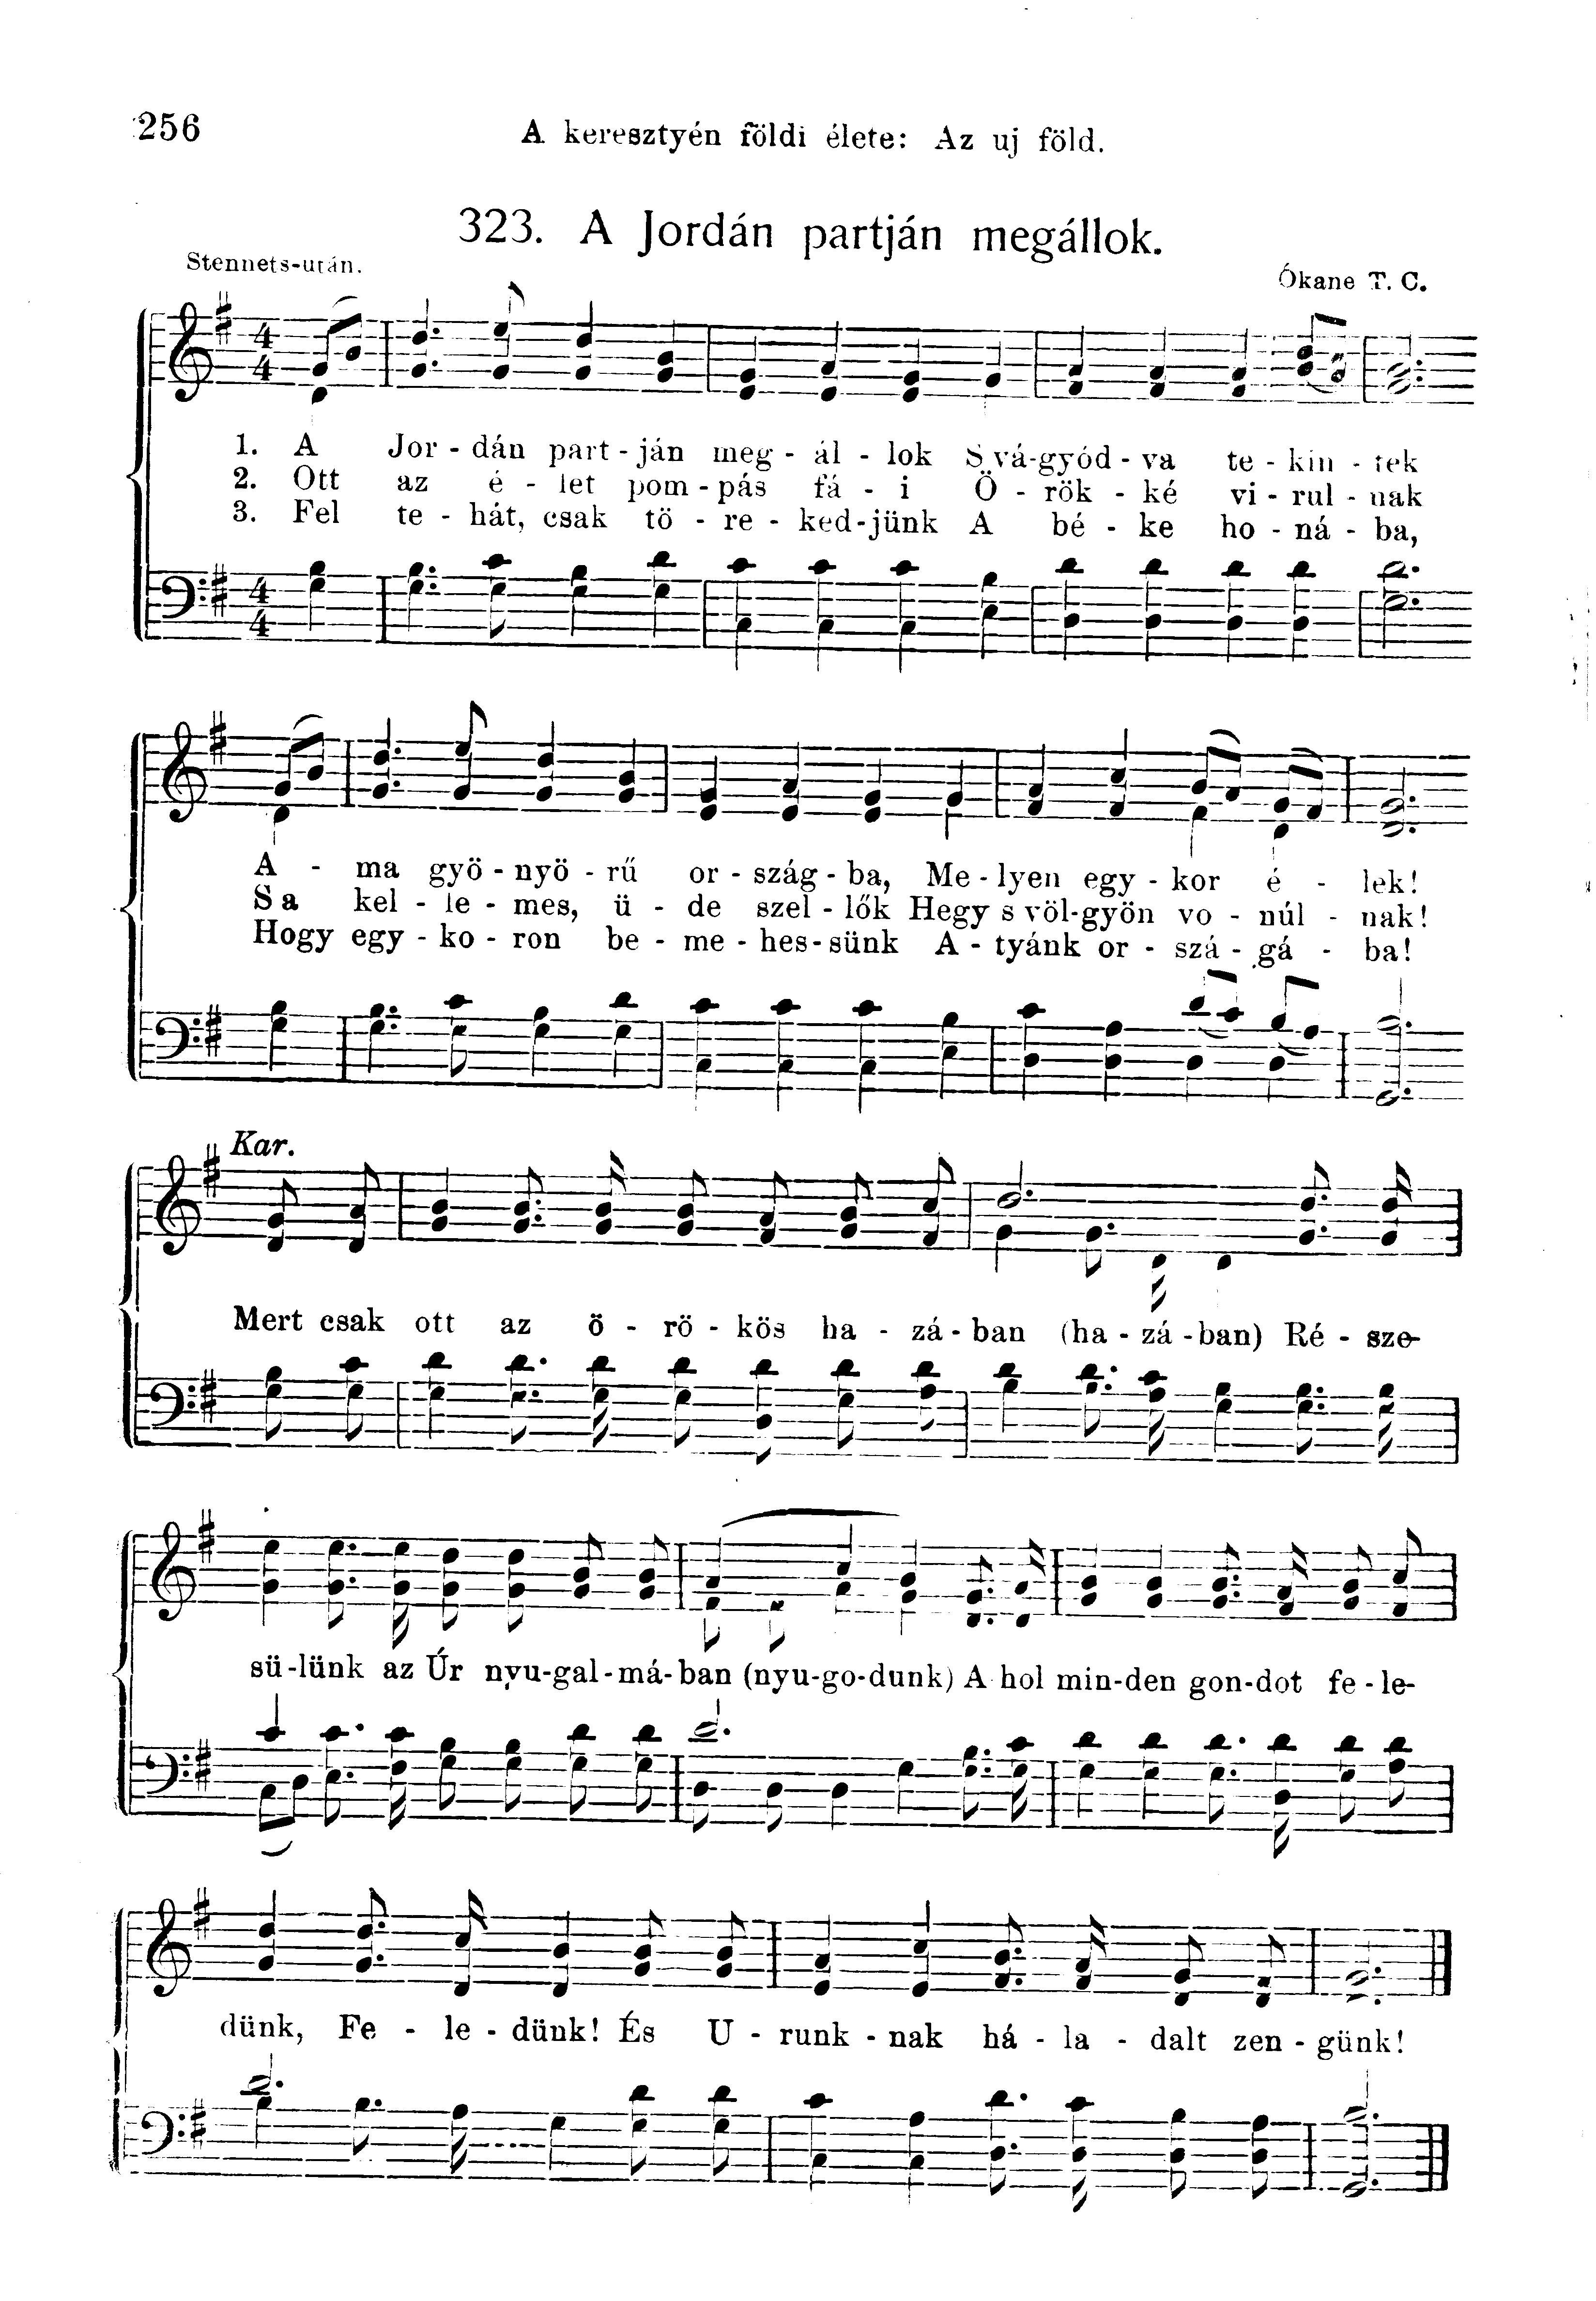 256
A keresztyén földi élete: Az uj föld.
323. A Jordán partján megállok.
Stennets-után.
Ókane T. C.
4
4
1. A Jor - dán part - ján meg - ál - lok S vá-gyód - va te - kin - tek
2. Ott az é - let pom - pás fá - i Ö - rök - ké vi - rul - nak
3. Fel te - hát, csak tö - re - ked-jünk A bé - ke ho - ná - ba,
4
4
A - ma gyö - nyö - rű or - szág - ba, Me - lyen egy - kor é - lek!
S a kel - le - mes, ü - de szel - lők Hegy s völ-gyön vo - núl - nak!
Hogy egy - ko - ron be - me - hes - sünk A - tyánk or - szá - gá - ba!
Kar.
Mert csak ott az ö - rö - kös ha - zá - ban (ha - zá - ban) Ré - sze-
sü - lünk az Úr nyu-gal-má-ban (nyu-go-dunk) A hol min-den gon-dot fe - le-
dünk, Fe - le - dünk! És U - runk - nak há - la - dalt zen - günk!